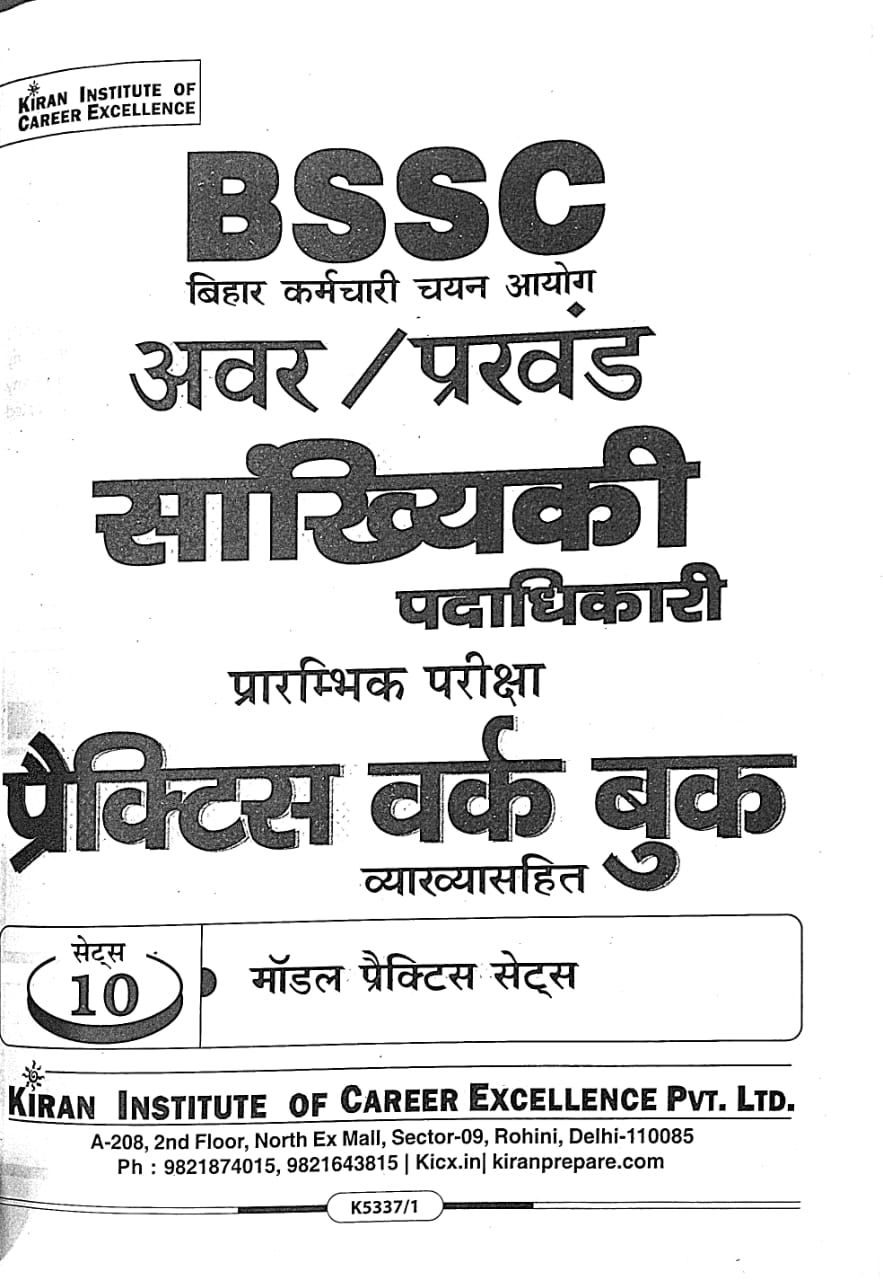 KIRAN INSTITUTE OF
CAREER EXCELLENCE
BSSC
बिहार कर्मचारी चयन आयोग
अवर / प्रखंड
सांख्यिकी
पदाधिकारी
प्रारम्भिक परीक्षा
प्रैक्टिस वर्क बुक
व्याख्यासहित
सेट्स
10
मॉडल प्रैक्टिस सेट्स
KIRAN INSTITUTE OF CAREER EXCELLENCE PVT. LTD.
A-208, 2nd Floor, North Ex Mall, Sector-09, Rohini, Delhi-110085
Ph : 9821874015, 9821643815 | Kicx.in| kiranprepare.com
K5337/1